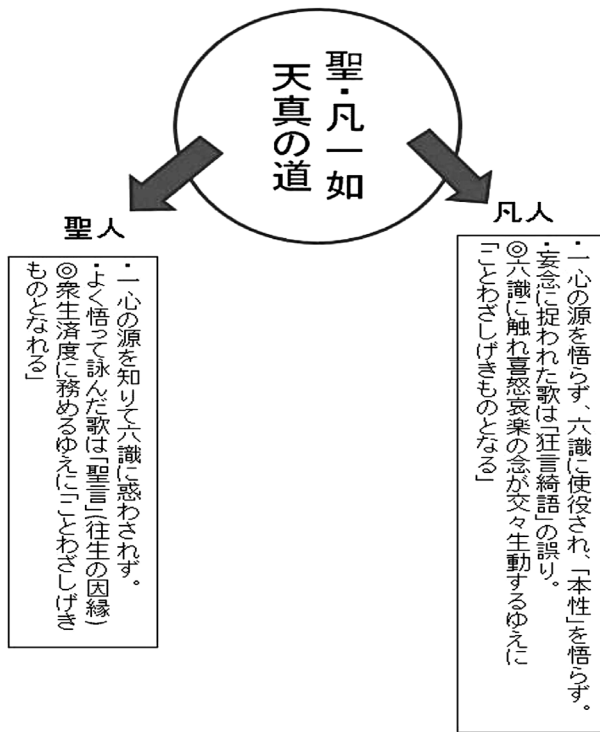 聖・凡一如
天真の道
凡人
・一心の源を悟らず、六識に使役され、「本性」を悟らず。
・妄念に捉われた歌は「狂言綺語」の誤り。
◎六識に触れ喜怒哀楽の念が交々生動するゆえに
「ことわざしげきものとなる」
聖人
・一心の源を知りて六識に惑わされず。
・よく悟って詠んだ歌は「聖言」(往生の因縁)
◎衆生済度に務めるゆえに「ことわざしげき
ものとなれる」